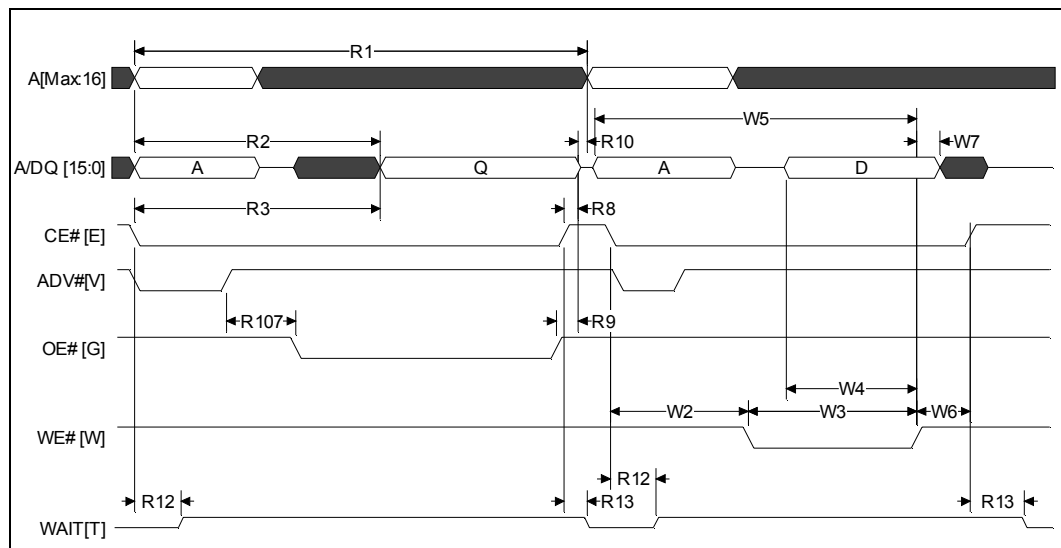 R1
A[Max:16]
W5
R2 R10 W7
A/DQ [15:0] A Q A D
R3 R8
CE# [E]
ADV#[V]
R107 R9
OE# [G]
W4
W2 W3 W6
WE# [W]
R12
R12 R13 R13
WAIT[T]